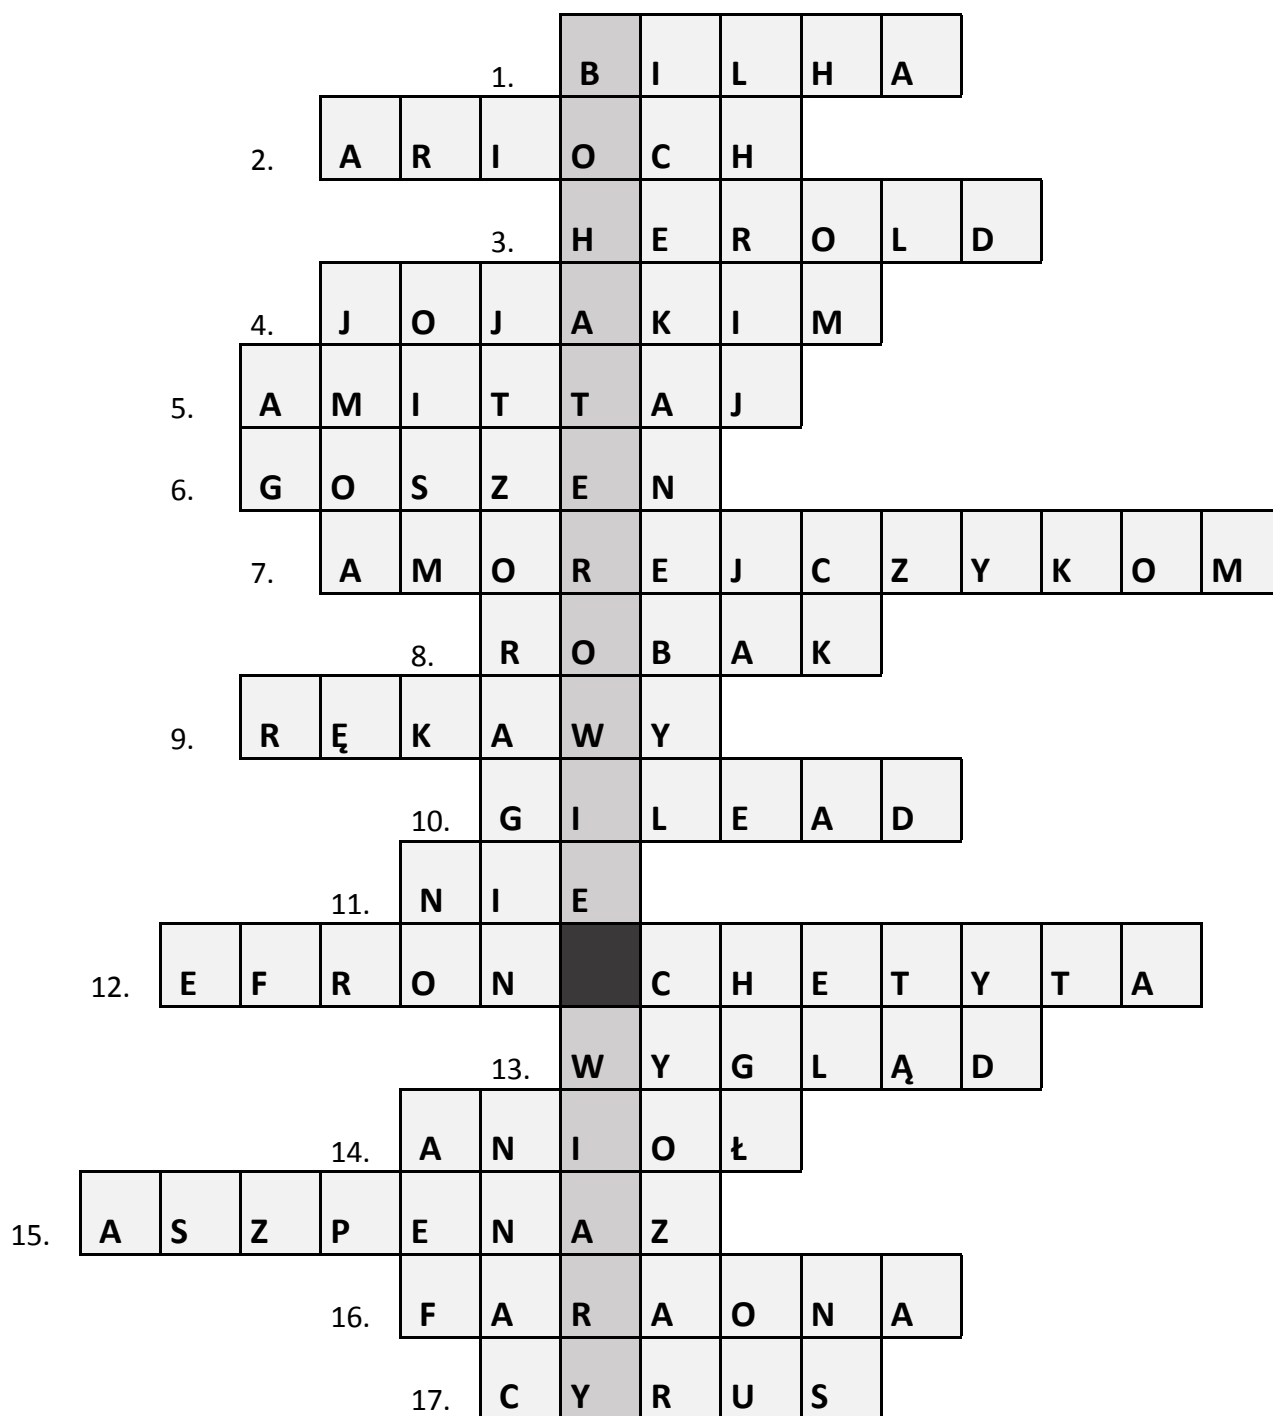 1. BILHA
2. ARIOCH
3. HEROLD
4. JOJAKIM
5. AMITTAJ
6. GOSZEN
7. AMOREJCZYKOM
8. ROBAK
9. RĘKAWY
10. GILEAD
11. NIE
12. EFRON CHETYTA
13. WYGLĄD
14. ANIOŁ
15. ASZPENAZ
16. FARAONA
17. CYRUS